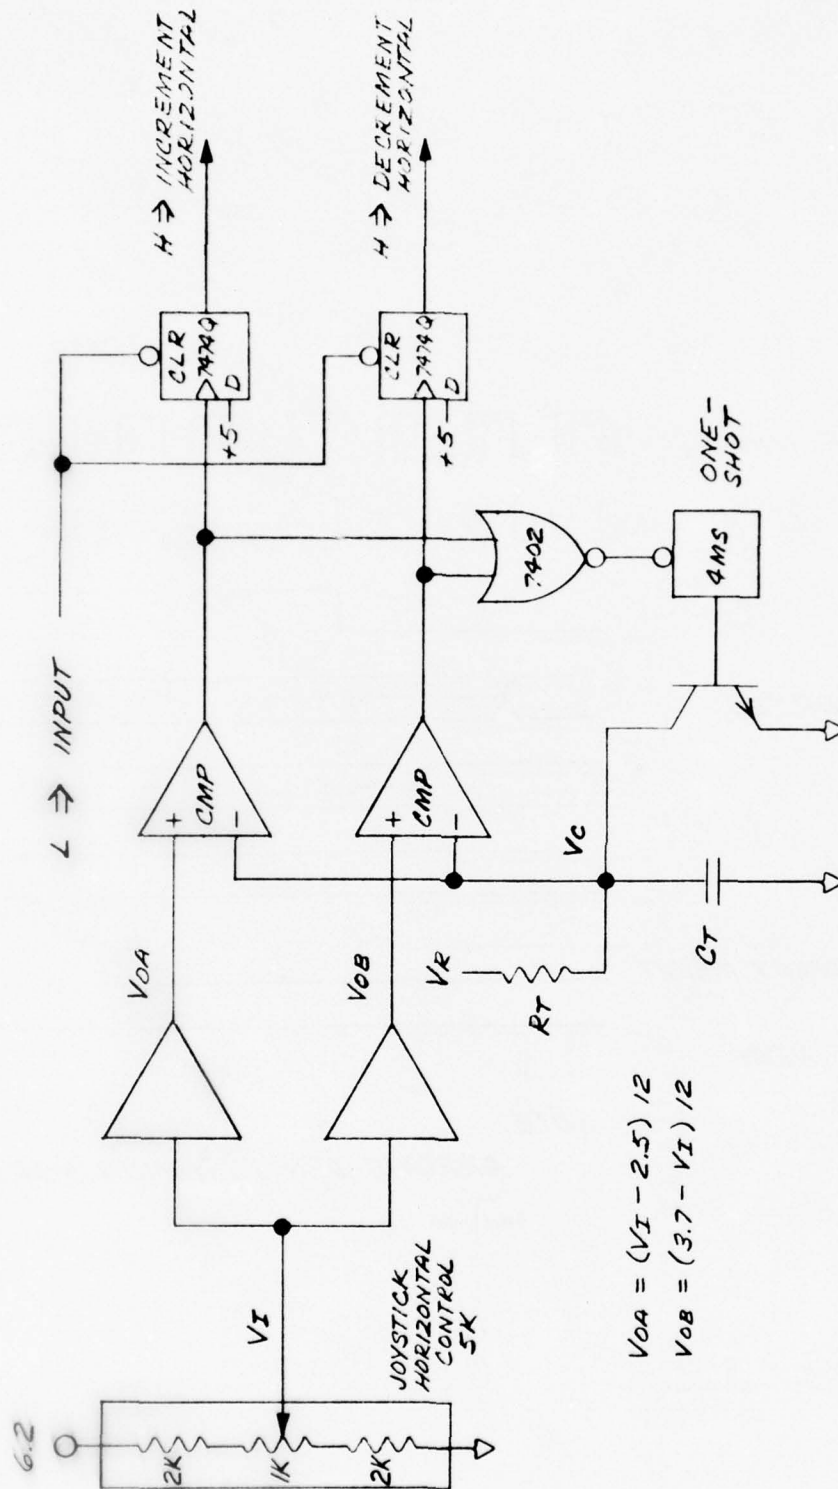 L ⇒ INPUT
H ⇒ INCREMENT
HORIZONTAL
H ⇒ DECREMENT
HORIZONTAL
CLR
7474Q
D
+5
CLR
7474Q
D
+5
6.2
2K
1K
2K
VI
JOYSTICK
HORIZONTAL
CONTROL
5K
VOA
VOB
+
CMP
-
+
CMP
-
7402
ONE-
SHOT
4MS
VR
RT
VC
CT
VOA = (VI - 2.5) 12
VOB = (3.7 - VI) 12